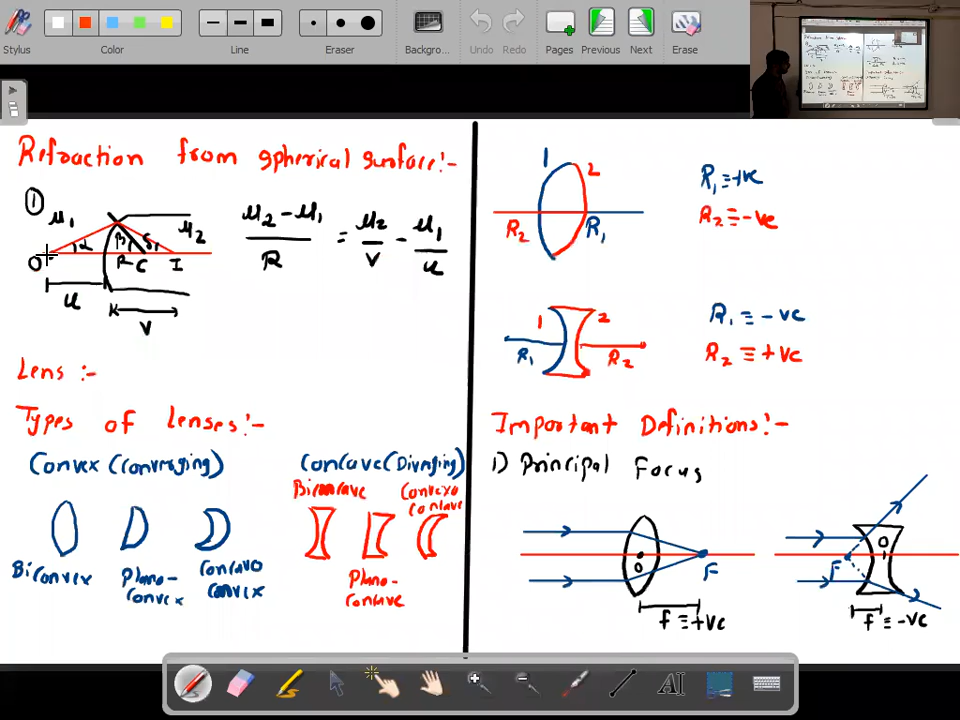 Stylus
Color
Line
Eraser
Backgro...
Undo
Redo
Pages
Previous
Next
Erase
Refraction from spherical surface:-
①
μ1
μ2
α
β
γ
O
R
C
I
u
v
μ2-μ1 / R = μ2/v - μ1/u
Lens :-
Types of lenses:-
Convex (Converging)
Biconvex
Plano-
convex
Concavo
convex
Concave (Diverging)
Biconcave
Convexo
concave
Plano-
concave
1
2
R2
R1
R1 ≡ +ve
R2 ≡ -ve
1
2
R1
R2
R1 ≡ -ve
R2 ≡ +ve
Important Definitions:-
1) Principal Focus
O
F
f ≡ +ve
O
F
f ≡ -ve